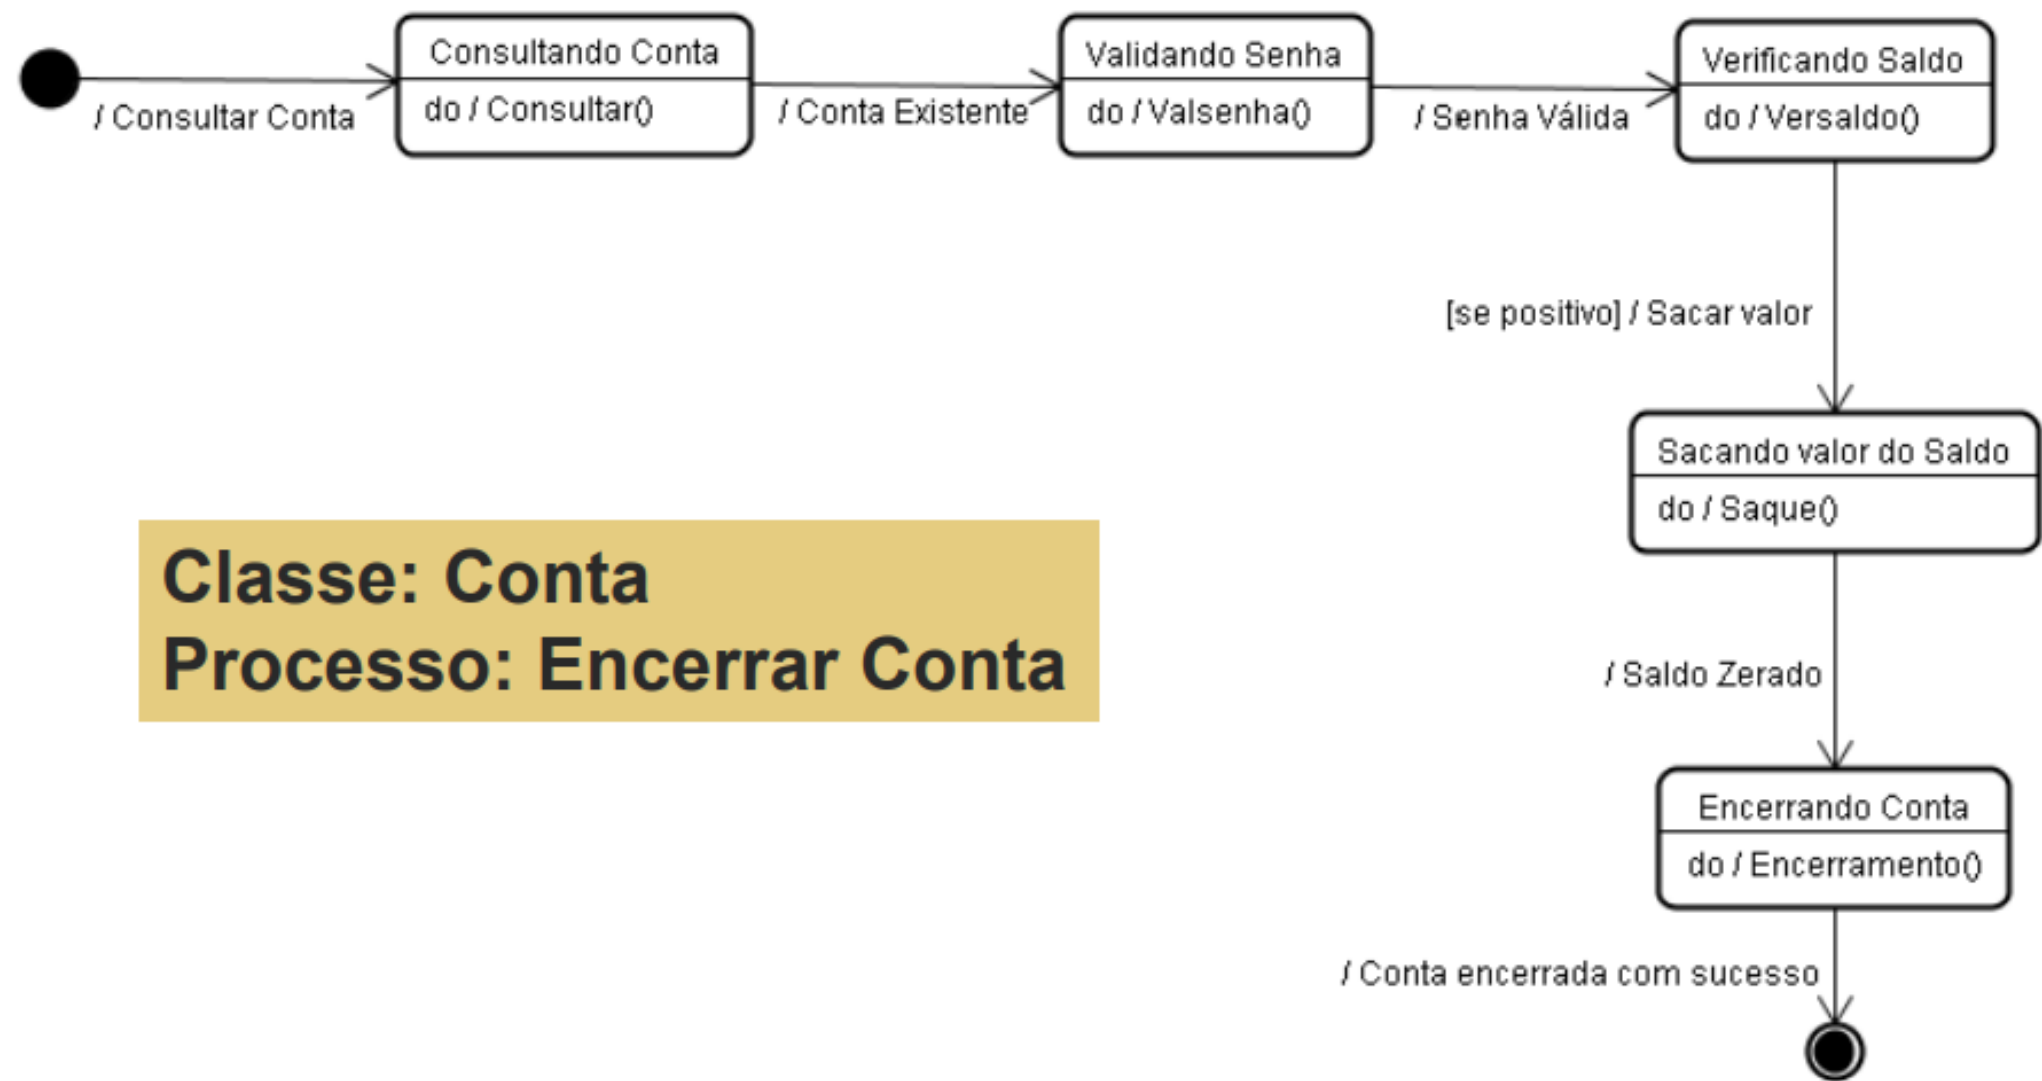 Consultando Conta
do / Consultar()
/ Consultar Conta
/ Conta Existente
Validando Senha
do / Valsenha()
/ Senha Válida
Verificando Saldo
do / Versaldo()
[se positivo] / Sacar valor
Sacando valor do Saldo
do / Saque()
Classe: Conta
Processo: Encerrar Conta
/ Saldo Zerado
Encerrando Conta
do / Encerramento()
/ Conta encerrada com sucesso